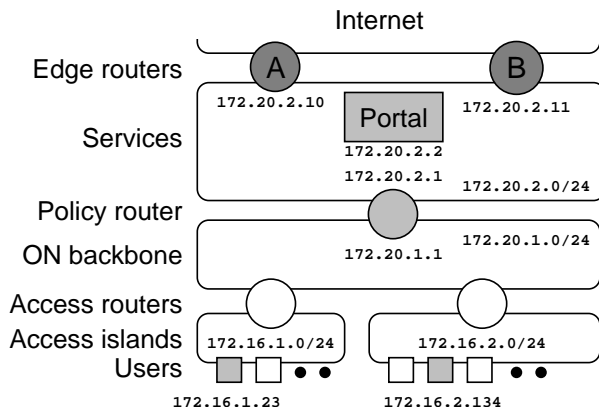 Internet
Edge routers
A
B
172.20.2.10
172.20.2.11
Services
Portal
172.20.2.2
172.20.2.1
172.20.2.0/24
Policy router
172.20.1.1
172.20.1.0/24
ON backbone
Access routers
Access islands
172.16.1.0/24
172.16.2.0/24
Users
172.16.1.23
172.16.2.134